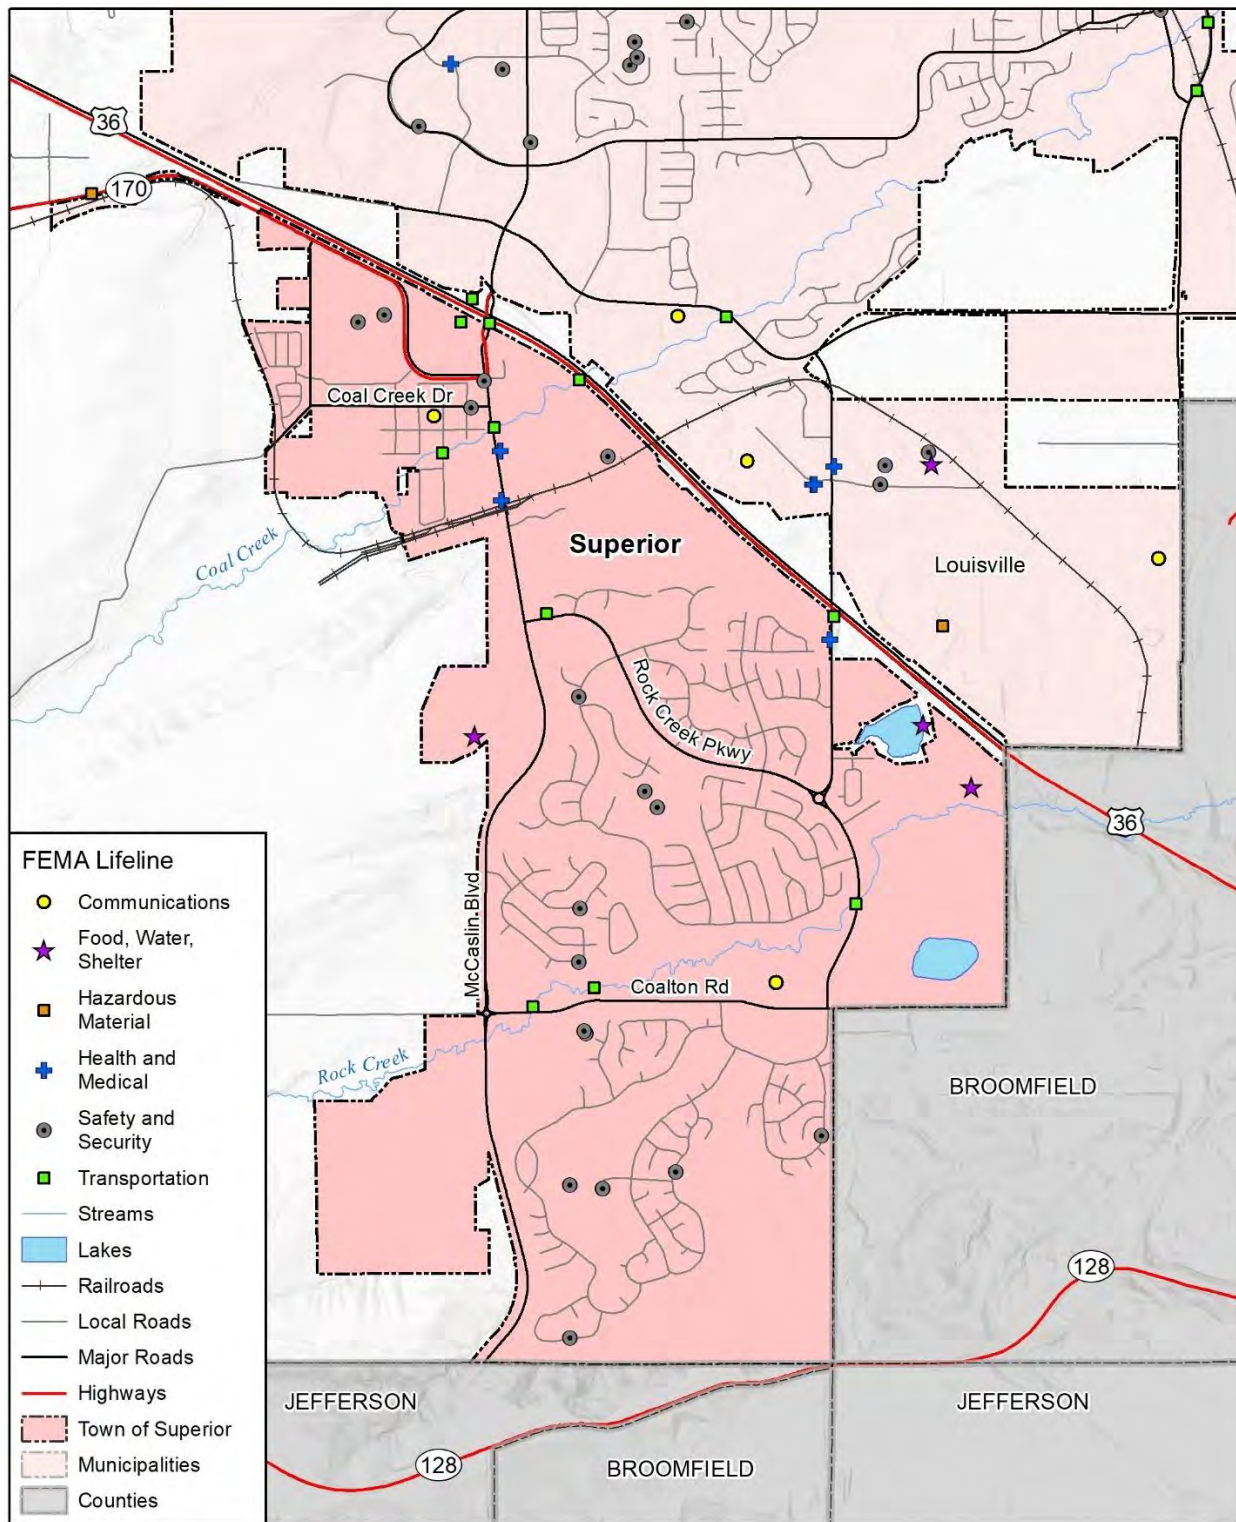 36
170
Coal Creek Dr
Coal Creek
Superior
Louisville
Rock Creek Pkwy
36
McCaslin Blvd
Coalton Rd
Rock Creek
BROOMFIELD
128
JEFFERSON
JEFFERSON
128
BROOMFIELD
FEMA Lifeline
Communications
Food, Water,
Shelter
Hazardous
Material
Health and
Medical
Safety and
Security
Transportation
Streams
Lakes
Railroads
Local Roads
Major Roads
Highways
Town of Superior
Municipalities
Counties